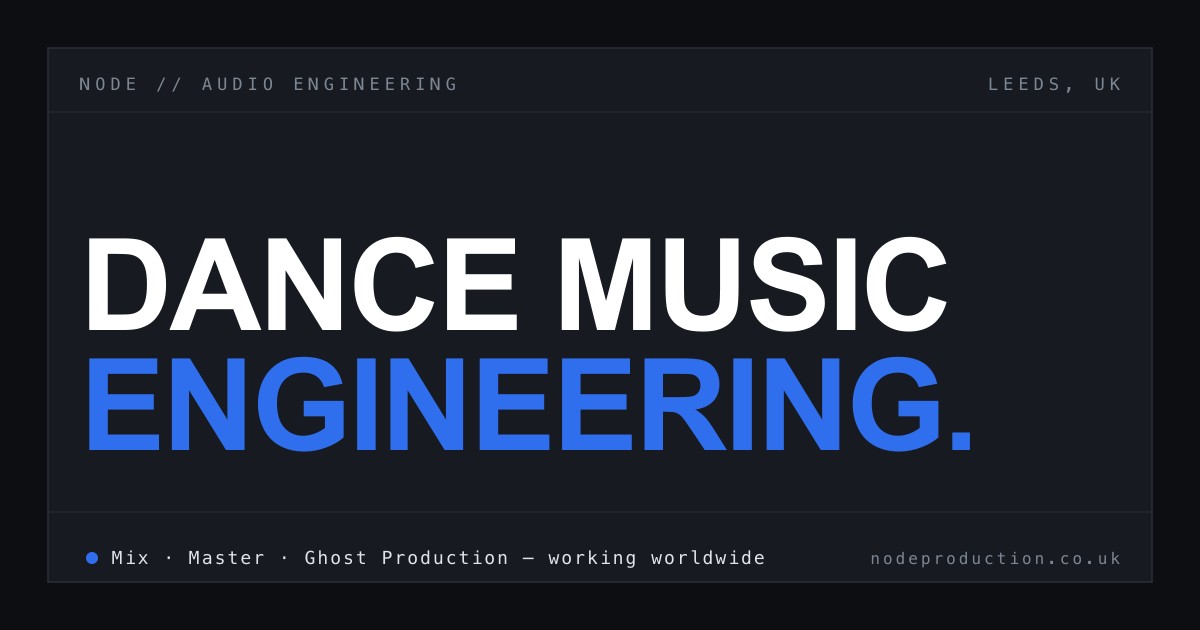 NODE // AUDIO ENGINEERING
LEEDS, UK
DANCE MUSIC
ENGINEERING.
Mix · Master · Ghost Production — working worldwide
nodeproduction.co.uk